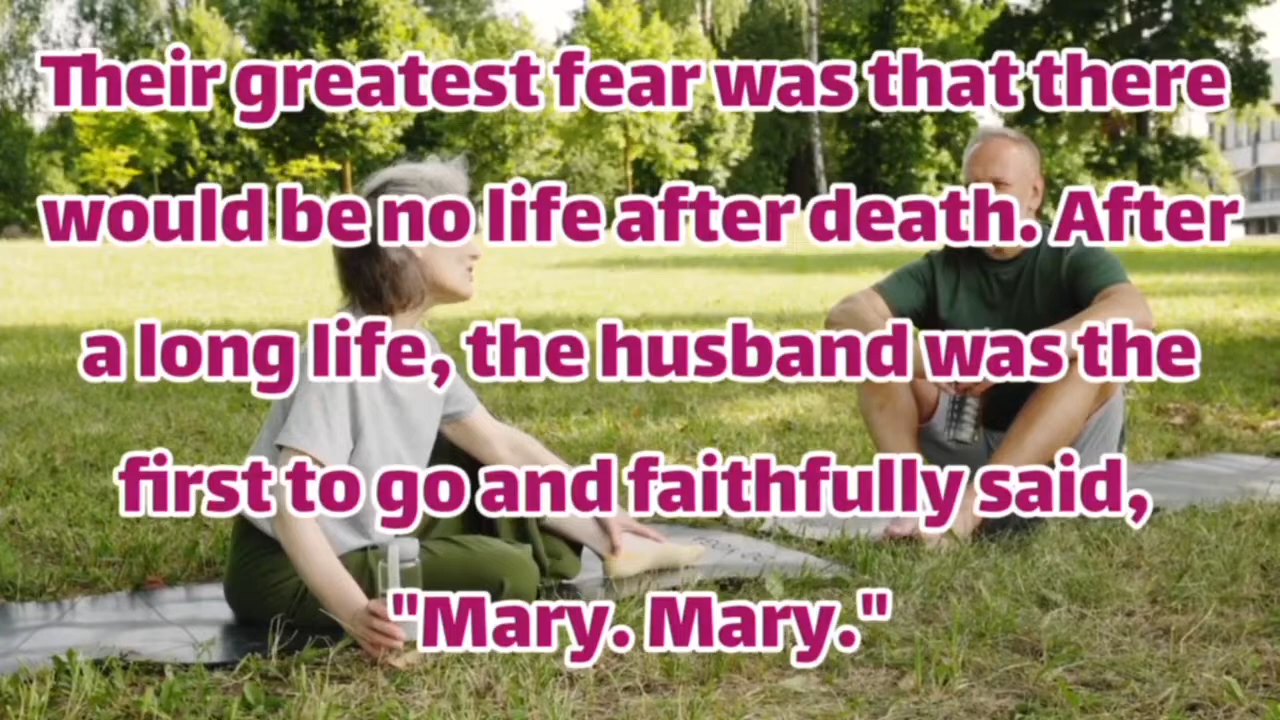 Their greatest fear was that there
would be no life after death. After
a long life, the husband was the
first to go and faithfully said,
"Mary. Mary."